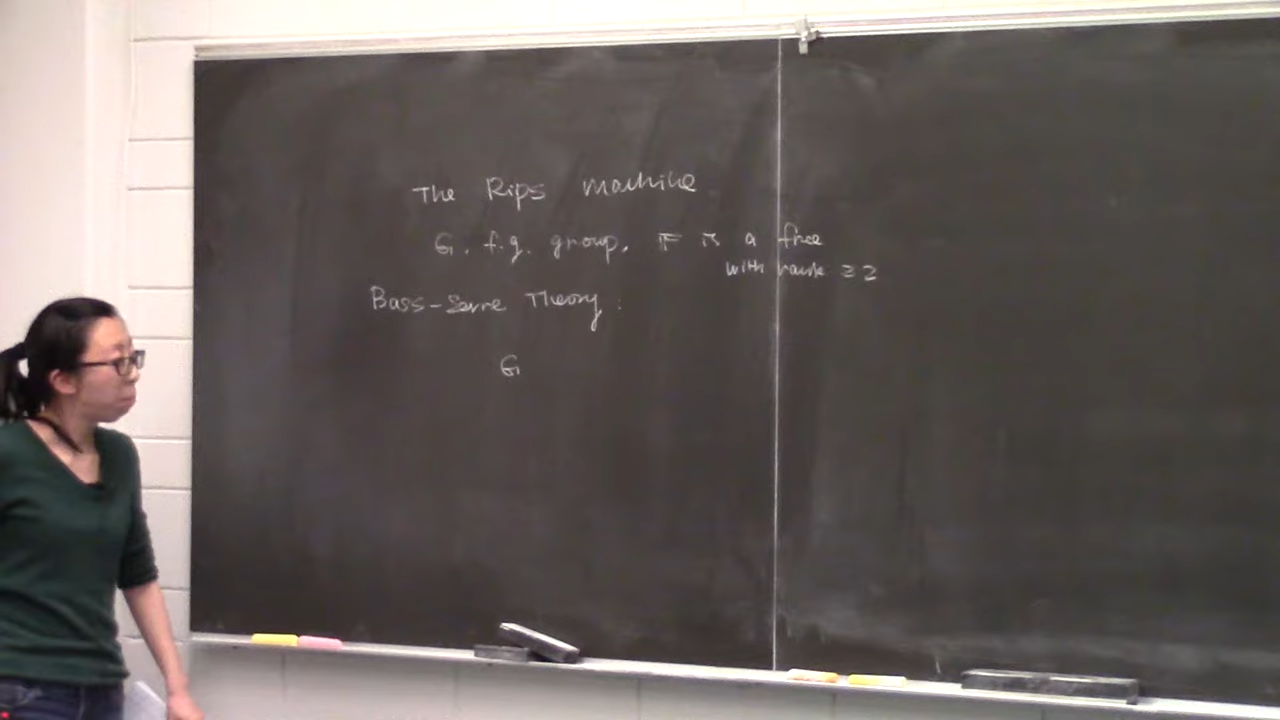 The Rips machine
G. f.g. group, F is a free
with rank ≥ 2
Bass-Serre Theory:
G